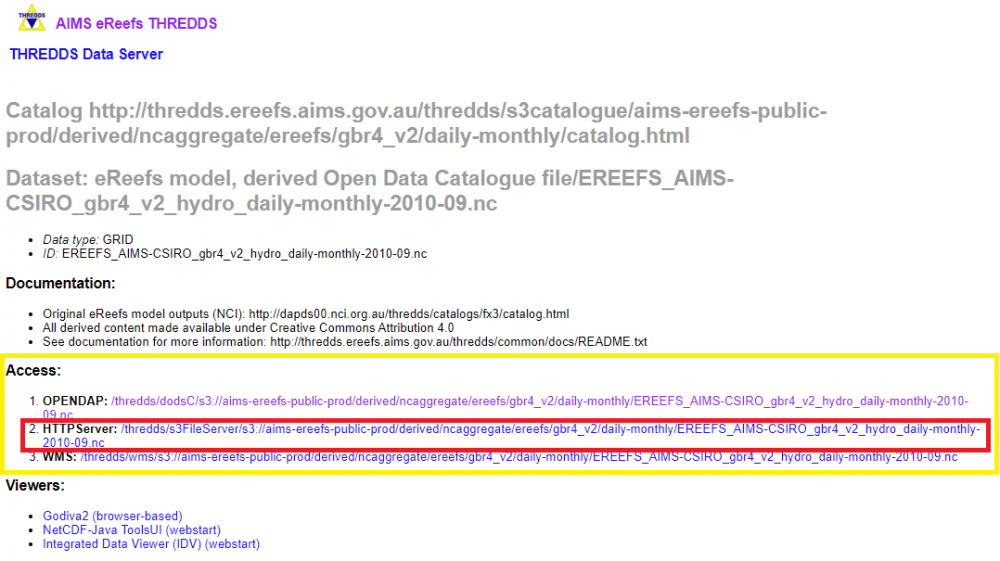 THREDDS
AIMS eReefs THREDDS
THREDDS Data Server
Catalog http://thredds.ereefs.aims.gov.au/thredds/s3catalogue/aims-ereefs-public-
prod/derived/ncaggregate/ereefs/gbr4_v2/daily-monthly/catalog.html
Dataset: eReefs model, derived Open Data Catalogue file/EREEFS_AIMS-
CSIRO_gbr4_v2_hydro_daily-monthly-2010-09.nc
• Data type: GRID
• ID: EREEFS_AIMS-CSIRO_gbr4_v2_hydro_daily-monthly-2010-09.nc
Documentation:
• Original eReefs model outputs (NCI): http://dapds00.nci.org.au/thredds/catalogs/fx3/catalog.html
• All derived content made available under Creative Commons Attribution 4.0
• See documentation for more information: http://thredds.ereefs.aims.gov.au/thredds/common/docs/README.txt
Access:
1. OPENDAP: /thredds/dodsC/s3://aims-ereefs-public-prod/derived/ncaggregate/ereefs/gbr4_v2/daily-monthly/EREEFS_AIMS-CSIRO_gbr4_v2_hydro_daily-monthly-2010-
09.nc
2. HTTPServer: /thredds/s3FileServer/s3://aims-ereefs-public-prod/derived/ncaggregate/ereefs/gbr4_v2/daily-monthly/EREEFS_AIMS-CSIRO_gbr4_v2_hydro_daily-monthly-
2010-09.nc
3. WMS: /thredds/wms/s3://aims-ereefs-public-prod/derived/ncaggregate/ereefs/gbr4_v2/daily-monthly/EREEFS_AIMS-CSIRO_gbr4_v2_hydro_daily-monthly-2010-09.nc
Viewers:
• Godiva2 (browser-based)
• NetCDF-Java ToolsUI (webstart)
• Integrated Data Viewer (IDV) (webstart)